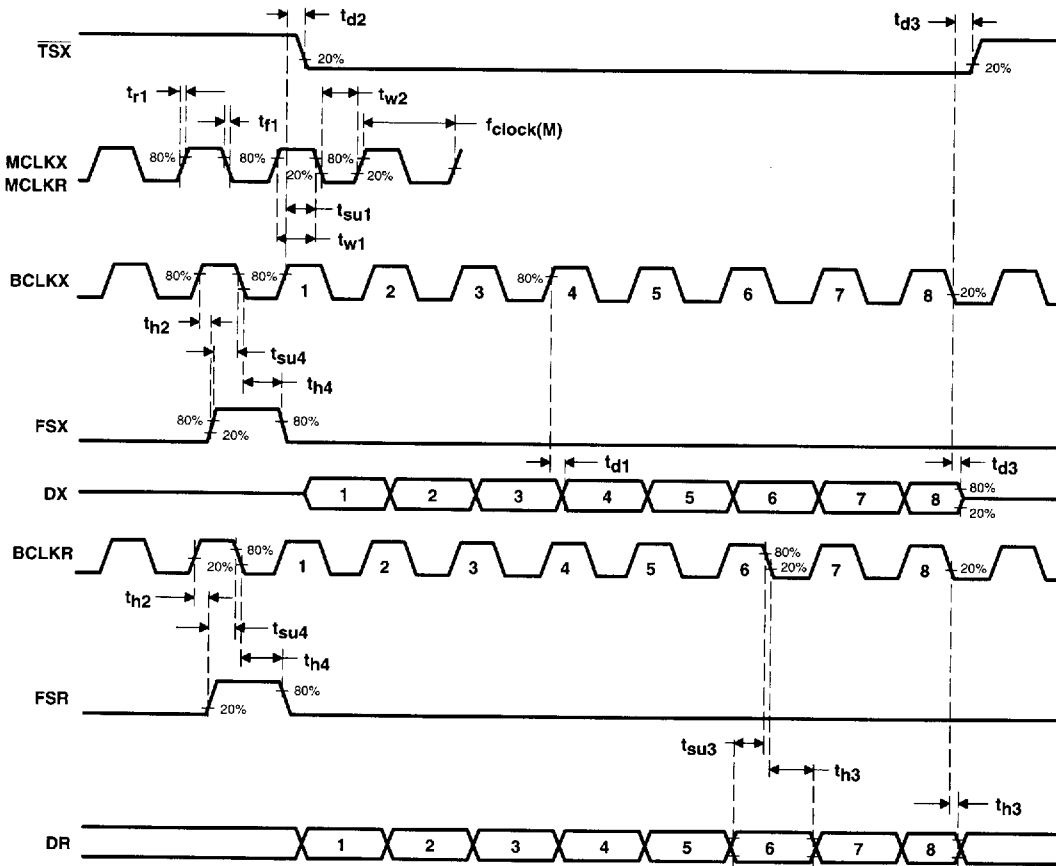 td2
td3
TSX
20%
20%
tr1
tf1
tw2
fclock(M)
MCLKX
MCLKR
80%
80%
80%
20%
20%
tsu1
tw1
BCLKX
80%
80%
80%
20%
1 2 3 4 5 6 7 8
th2
tsu4
th4
FSX
80%
20%
80%
td1
td3
DX
1 2 3 4 5 6 7 8
80%
20%
BCLKR
20%
80%
80%
20%
20%
1 2 3 4 5 6 7 8
th2
tsu4
th4
FSR
20%
80%
tsu3
th3
th3
DR
1 2 3 4 5 6 7 8